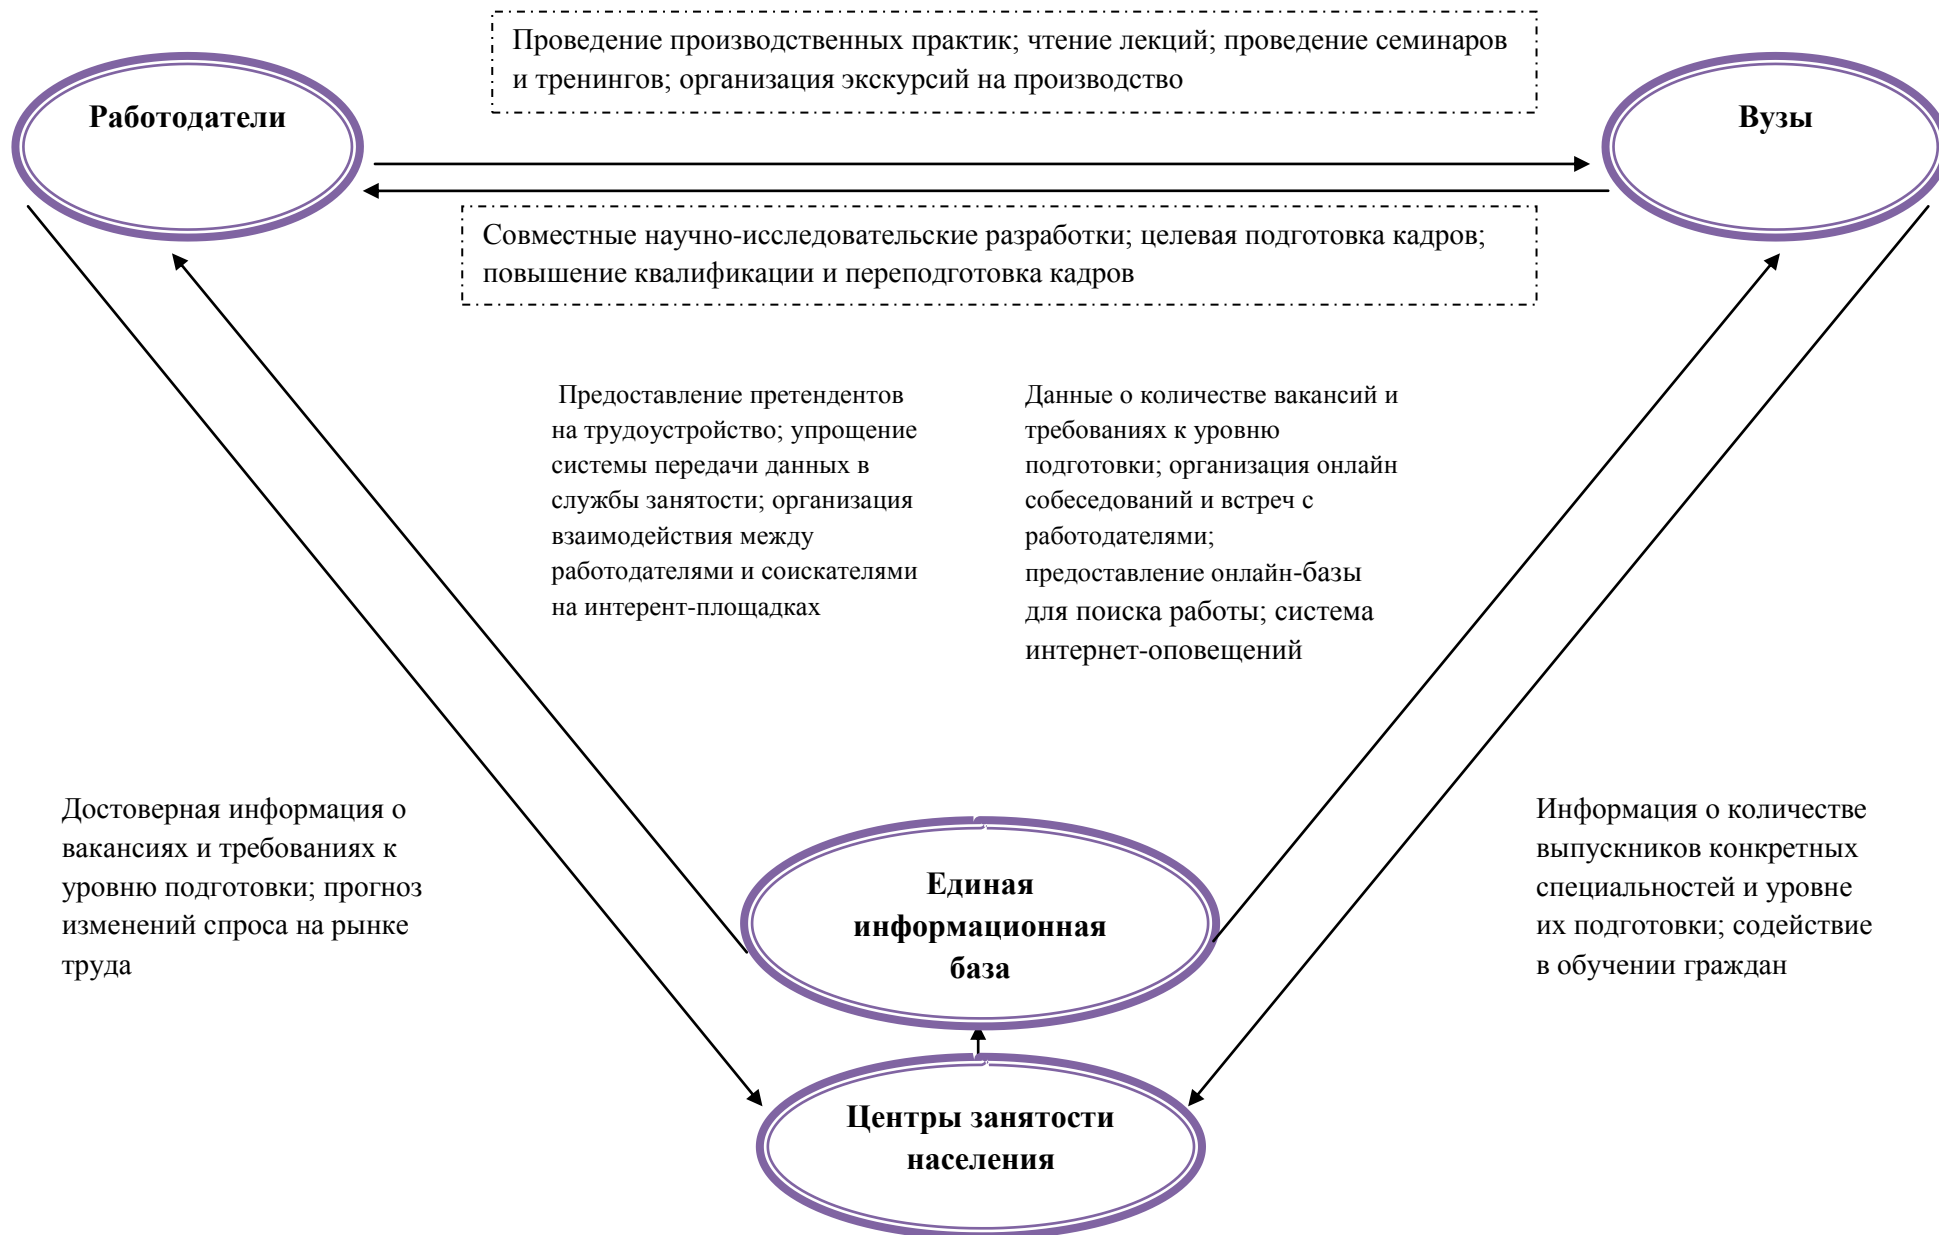 Проведение производственных практик; чтение лекций; проведение семинаров
и тренингов; организация экскурсий на производство
Работодатели
Вузы
Совместные научно-исследовательские разработки; целевая подготовка кадров;
повышение квалификации и переподготовка кадров
Предоставление претендентов
на трудоустройство; упрощение
системы передачи данных в
службы занятости; организация
взаимодействия между
работодателями и соискателями
на интерент-площадках
Данные о количестве вакансий и
требованиях к уровню
подготовки; организация онлайн
собеседований и встреч с
работодателями;
предоставление онлайн-базы
для поиска работы; система
интернет-оповещений
Достоверная информация о
вакансиях и требованиях к
уровню подготовки; прогноз
изменений спроса на рынке
труда
Единая
информационная
база
Информация о количестве
выпускников конкретных
специальностей и уровне
их подготовки; содействие
в обучении граждан
Центры занятости
населения